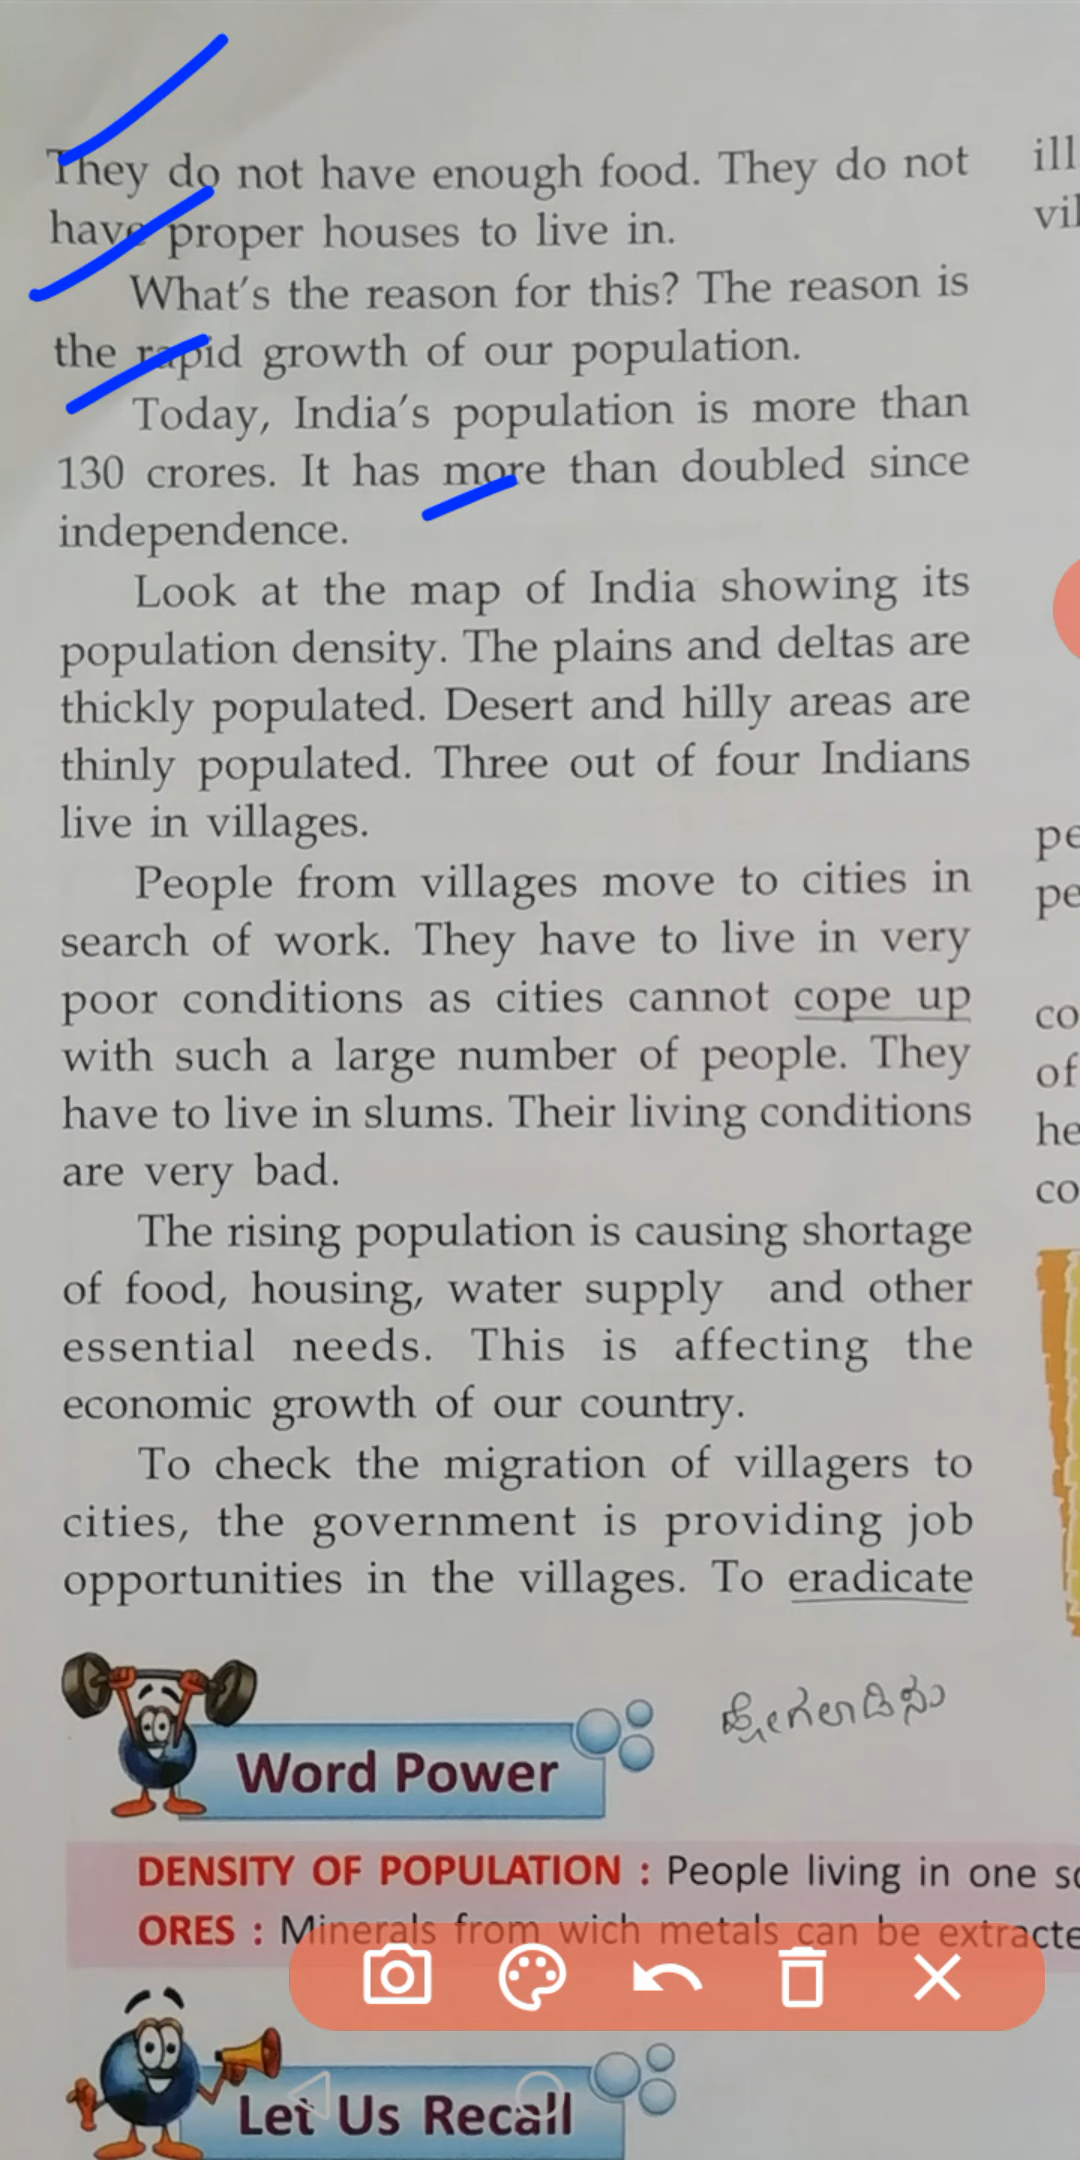 They do not have enough food. They do not
have proper houses to live in.
What's the reason for this? The reason is
the rapid growth of our population.
Today, India's population is more than
130 crores. It has more than doubled since
independence.
Look at the map of India showing its
population density. The plains and deltas are
thickly populated. Desert and hilly areas are
thinly populated. Three out of four Indians
live in villages.
People from villages move to cities in
search of work. They have to live in very
poor conditions as cities cannot cope up
with such a large number of people. They
have to live in slums. Their living conditions
are very bad.
The rising population is causing shortage
of food, housing, water supply and other
essential needs. This is affecting the
economic growth of our country.
To check the migration of villagers to
cities, the government is providing job
opportunities in the villages. To eradicate
Word Power
DENSITY OF POPULATION : People living in one
ORES : Minerals from wich metals can be
Let Us Recall
ill
vil
pe
pe
co
of
he
co